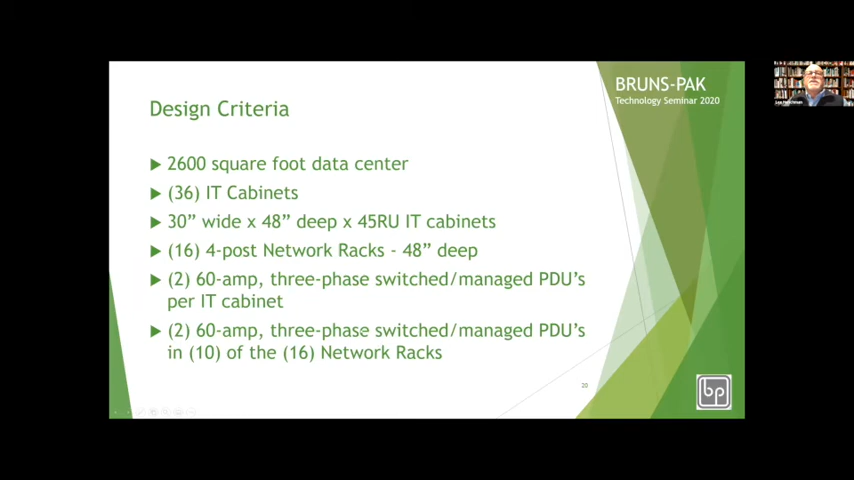 BRUNS-PAK
Technology Seminar 2020
Design Criteria
2600 square foot data center
(36) IT Cabinets
30” wide x 48” deep x 45RU IT cabinets
(16) 4-post Network Racks - 48” deep
(2) 60-amp, three-phase switched/managed PDU’s
per IT cabinet
(2) 60-amp, three-phase switched/managed PDU’s
in (10) of the (16) Network Racks
20
bp